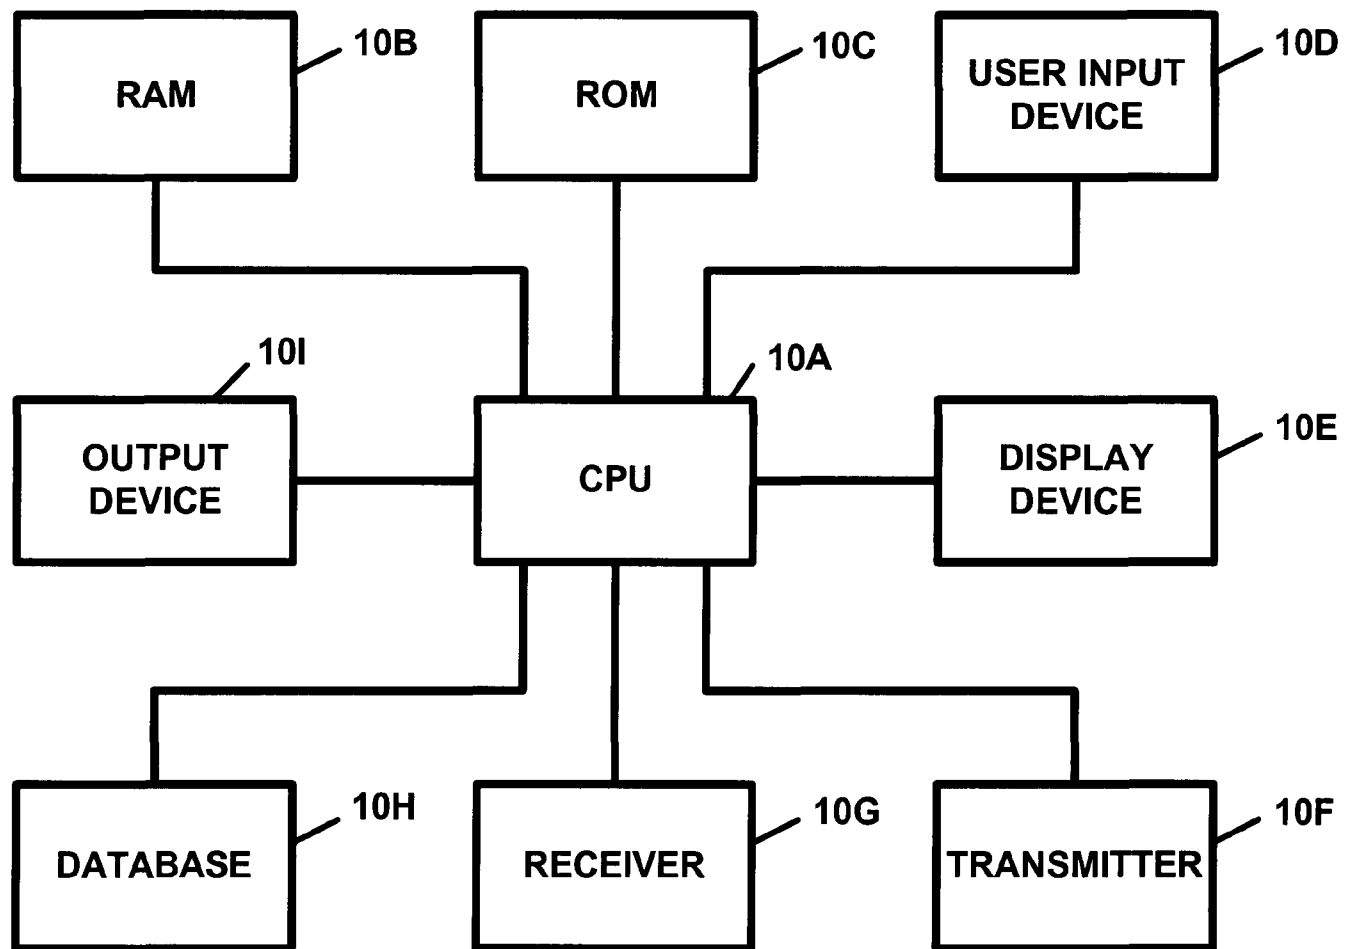 10B
RAM
10C
ROM
10D
USER INPUT
DEVICE
10I
OUTPUT
DEVICE
10A
CPU
10E
DISPLAY
DEVICE
10H
DATABASE
10G
RECEIVER
10F
TRANSMITTER